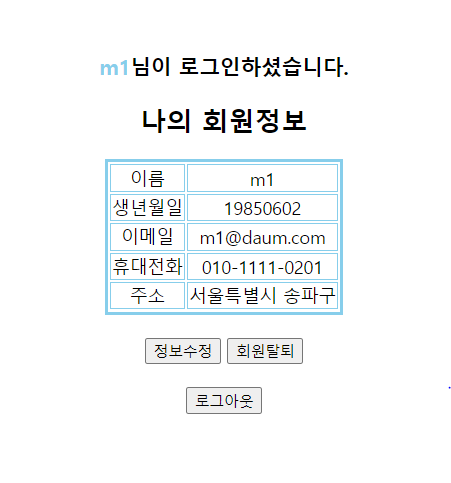 m1님이 로그인하셨습니다.
나의 회원정보
이름 m1
생년월일 19850602
이메일 m1@daum.com
휴대전화 010-1111-0201
주소 서울특별시 송파구
정보수정 회원탈퇴
로그아웃